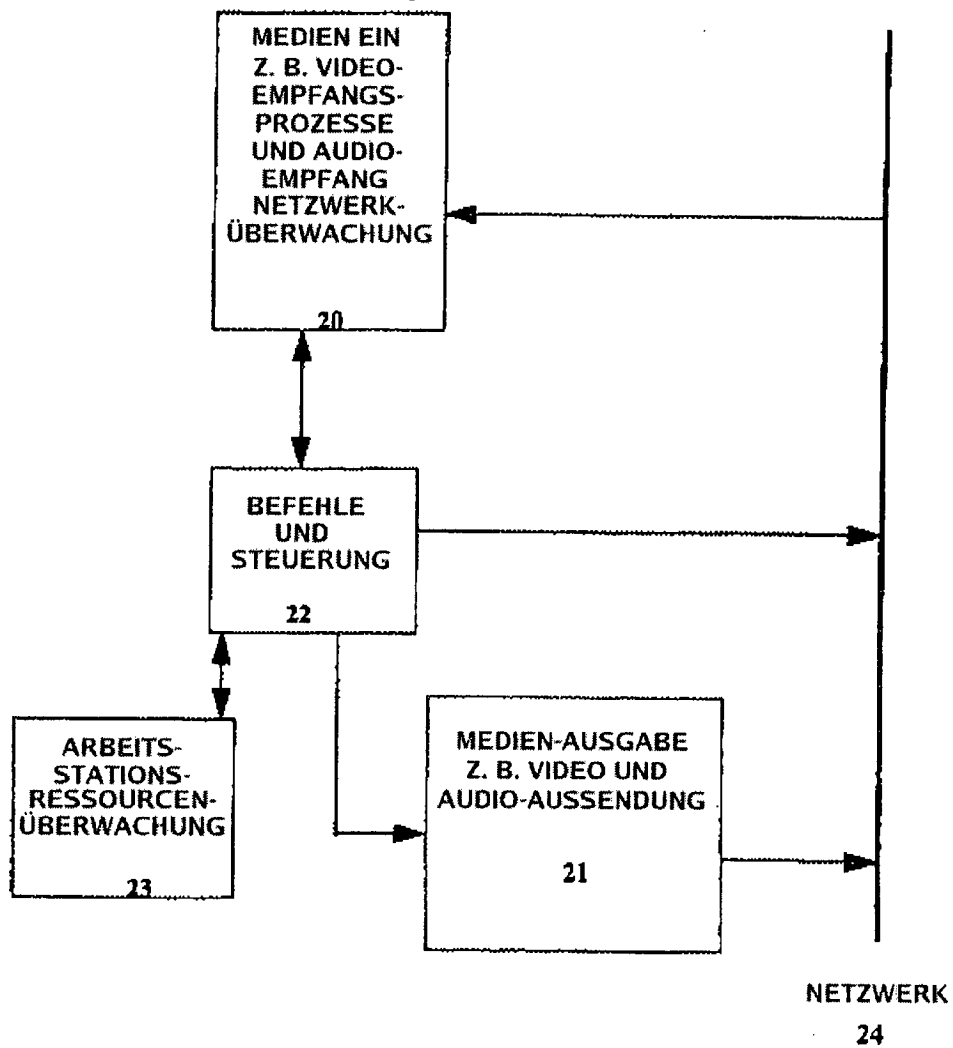 MEDIEN EIN
Z. B. VIDEO-
EMPFANGS-
PROZESSE
UND AUDIO-
EMPFANG
NETZWERK-
ÜBERWACHUNG
20
BEFEHLE
UND
STEUERUNG
22
ARBEITS-
STATIONS-
RESSOURCEN-
ÜBERWACHUNG
23
MEDIEN-AUSGABE
Z. B. VIDEO UND
AUDIO-AUSSENDUNG
21
NETZWERK
24